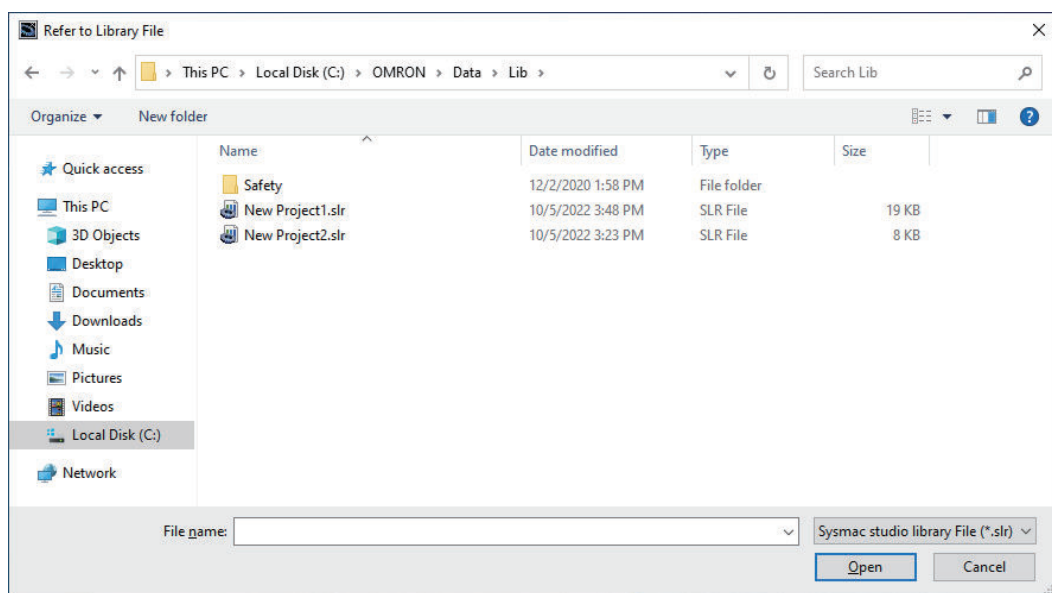 Refer to Library File
This PC > Local Disk (C:) > OMRON > Data > Lib >
Search Lib
Organize
New folder
Name Date modified Type Size
Quick access
This PC
3D Objects
Desktop
Documents
Downloads
Music
Pictures
Videos
Local Disk (C:)
Network
Safety 12/2/2020 1:58 PM File folder
New Project1.slr 10/5/2022 3:48 PM SLR File 19 KB
New Project2.slr 10/5/2022 3:23 PM SLR File 8 KB
File name:
Sysmac studio library File (*.slr)
Open
Cancel